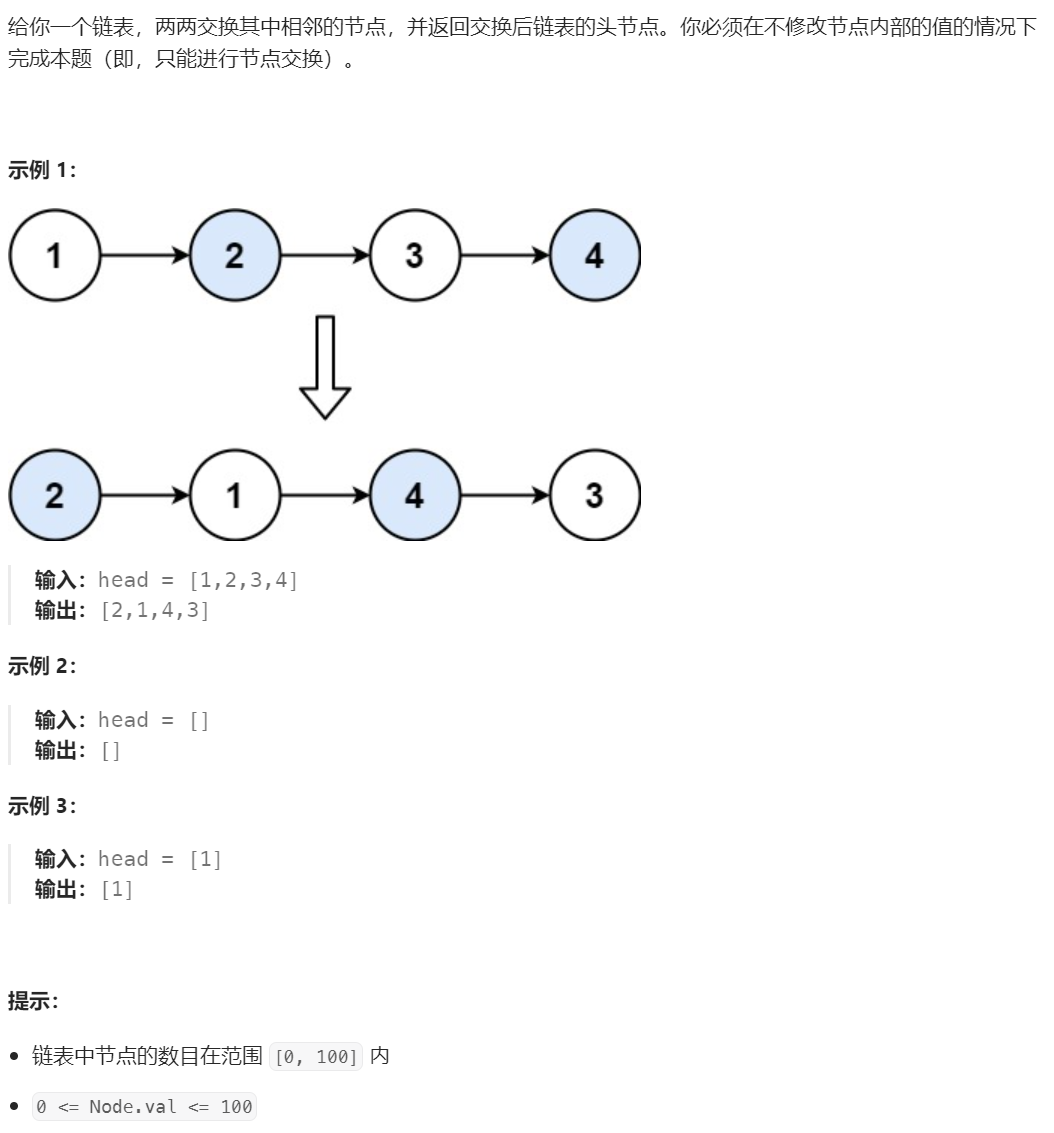 给你一个链表，两两交换其中相邻的节点，并返回交换后链表的头节点。你必须在不修改节点内部的值的情况下
完成本题（即，只能进行节点交换）。
示例 1：
1 2 3 4
2 1 4 3
输入：head = [1,2,3,4]
输出：[2,1,4,3]
示例 2：
输入：head = []
输出：[]
示例 3：
输入：head = [1]
输出：[1]
提示：
• 链表中节点的数目在范围 [0, 100] 内
• 0 <= Node.val <= 100